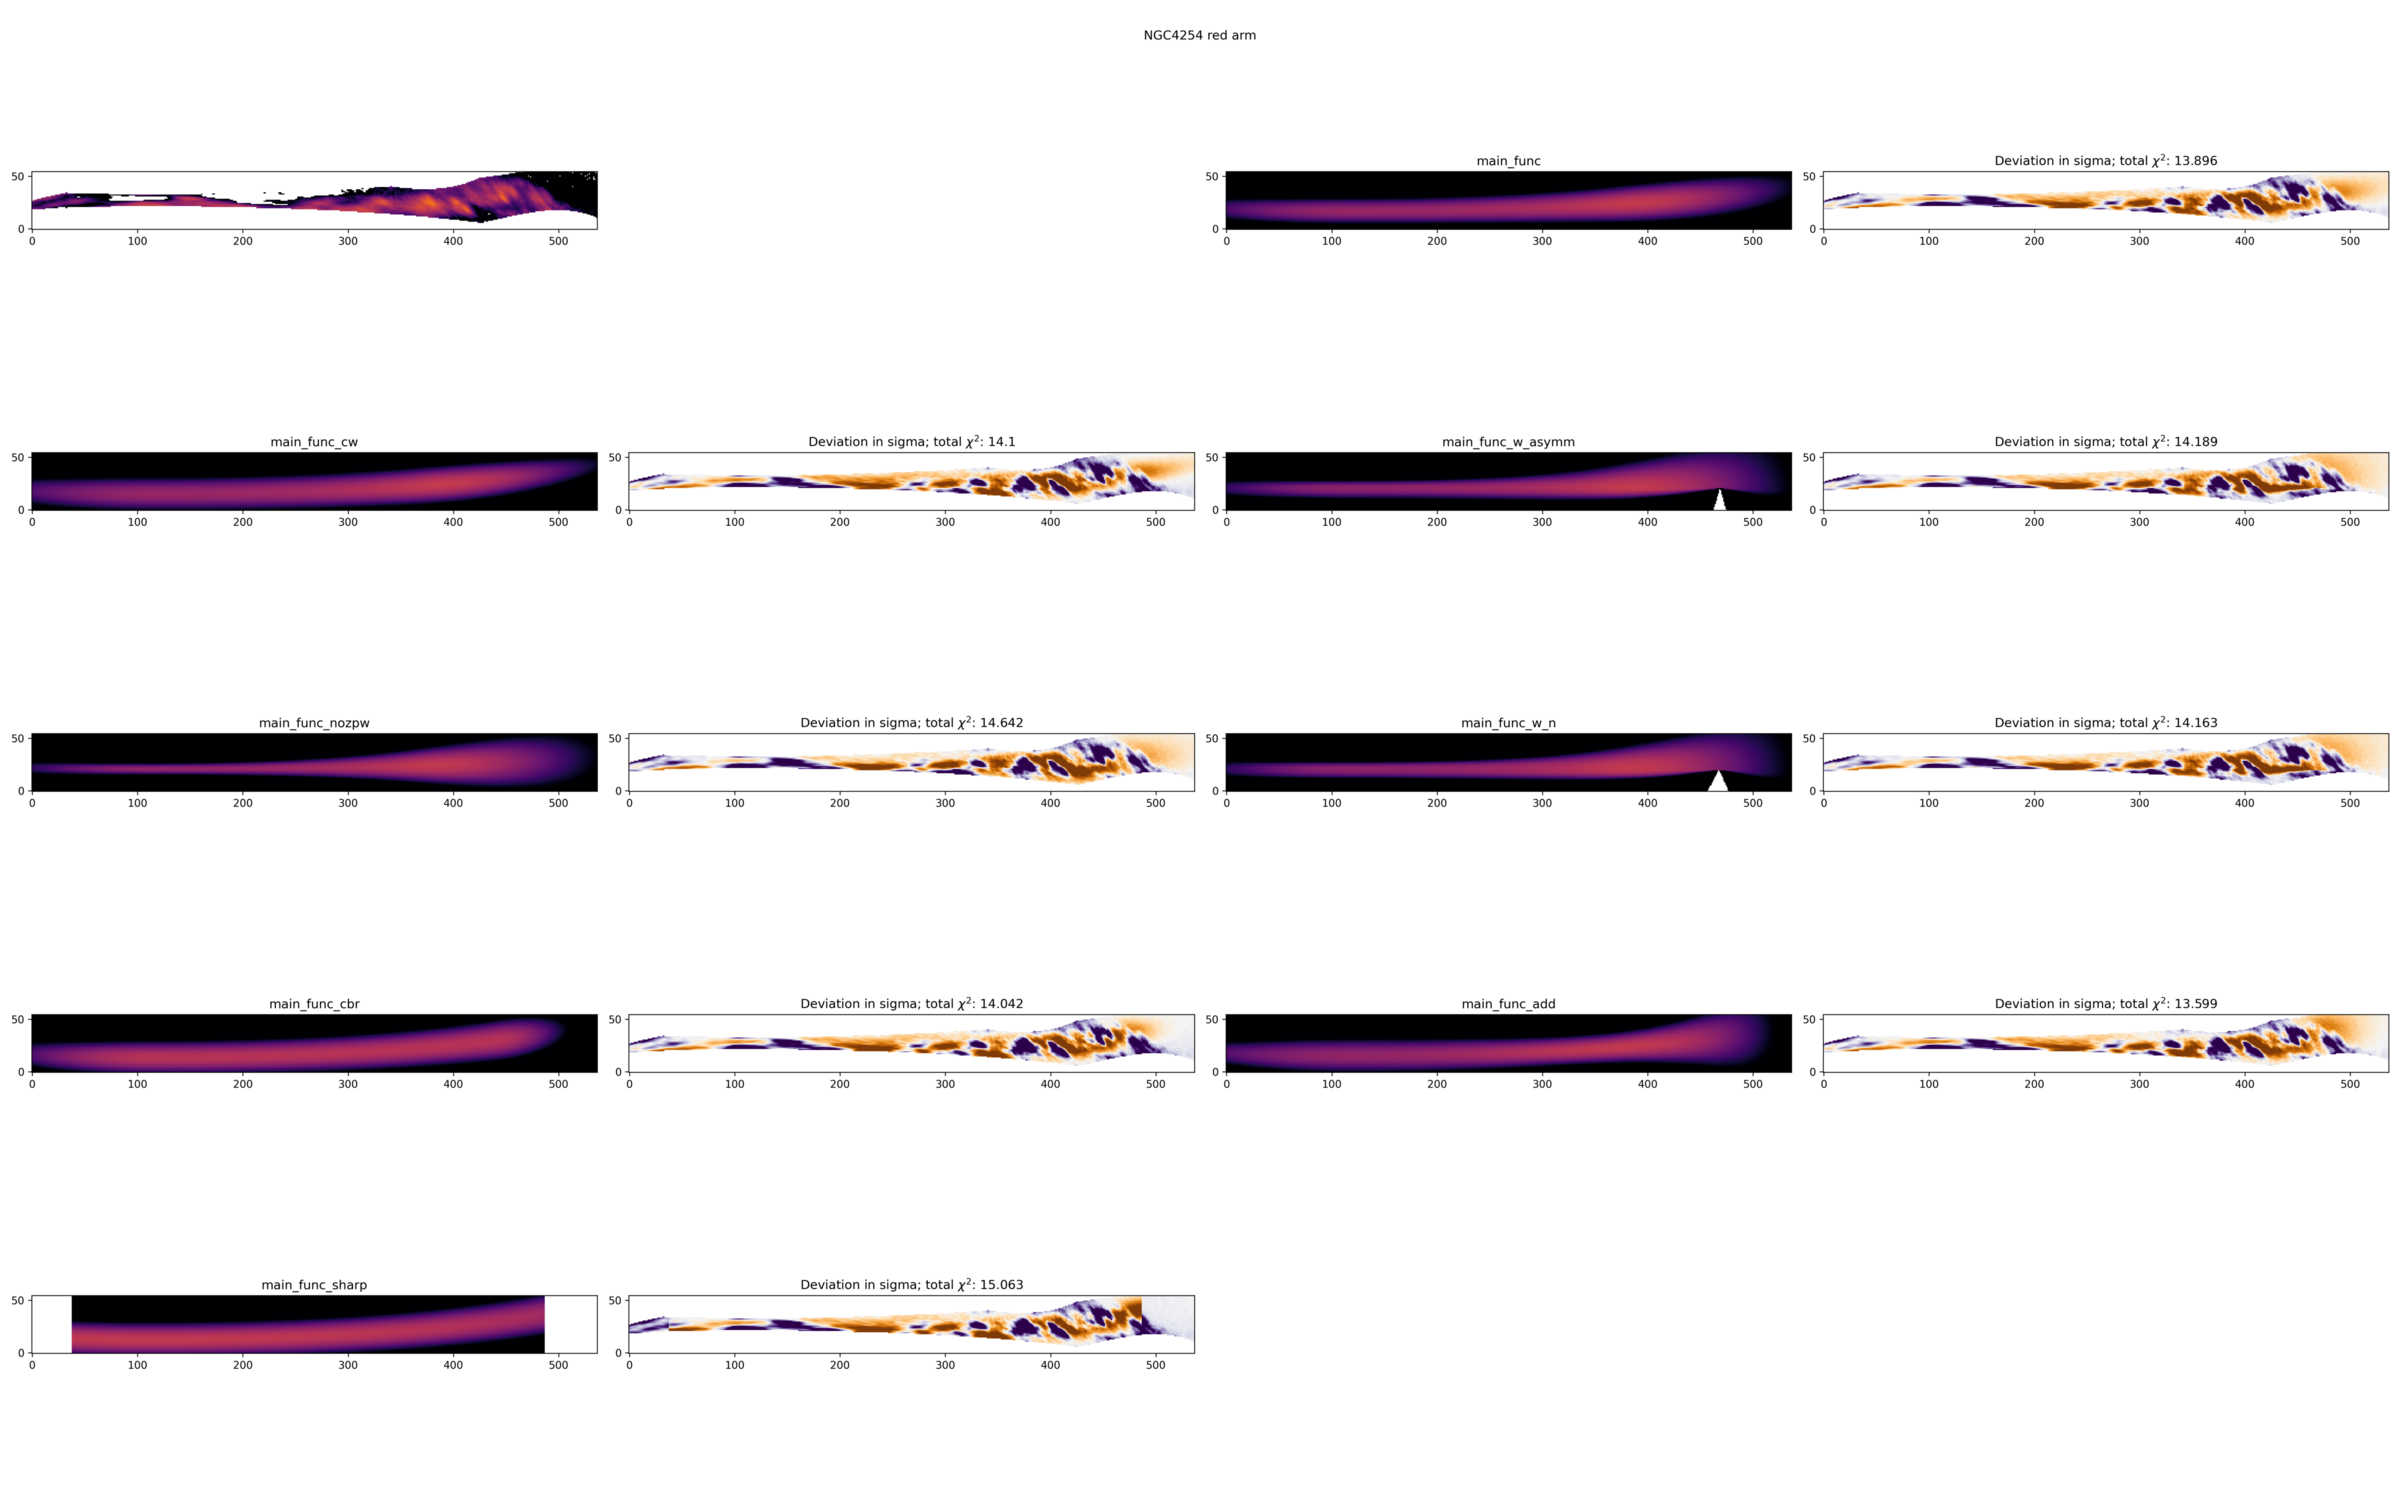 NGC4254 red arm
50
0
0 100 200 300 400 500
main_func
50
0
0 100 200 300 400 500
Deviation in sigma; total χ²: 13.896
50
0
0 100 200 300 400 500
main_func_cw
50
0
0 100 200 300 400 500
Deviation in sigma; total χ²: 14.1
50
0
0 100 200 300 400 500
main_func_w_asymm
50
0
0 100 200 300 400 500
Deviation in sigma; total χ²: 14.189
50
0
0 100 200 300 400 500
main_func_nozpw
50
0
0 100 200 300 400 500
Deviation in sigma; total χ²: 14.642
50
0
0 100 200 300 400 500
main_func_w_n
50
0
0 100 200 300 400 500
Deviation in sigma; total χ²: 14.163
50
0
0 100 200 300 400 500
main_func_cbr
50
0
0 100 200 300 400 500
Deviation in sigma; total χ²: 14.042
50
0
0 100 200 300 400 500
main_func_add
50
0
0 100 200 300 400 500
Deviation in sigma; total χ²: 13.599
50
0
0 100 200 300 400 500
main_func_sharp
50
0
0 100 200 300 400 500
Deviation in sigma; total χ²: 15.063
50
0
0 100 200 300 400 500